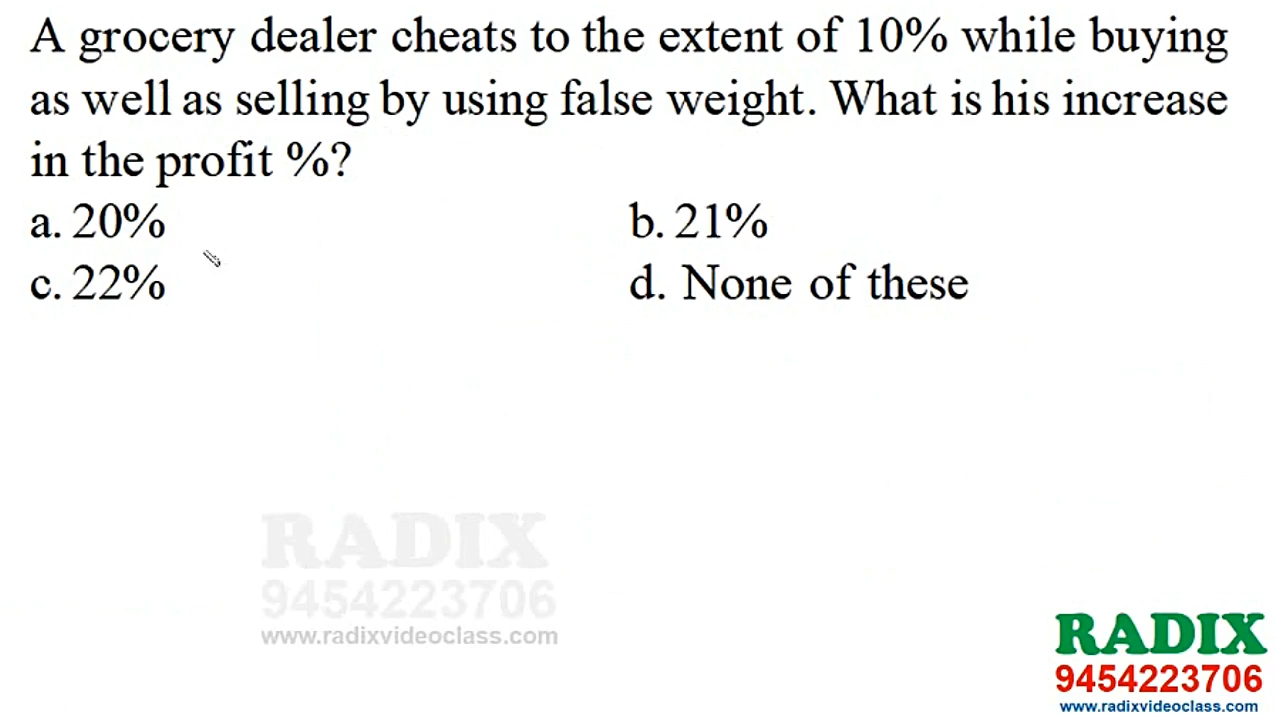 A grocery dealer cheats to the extent of 10% while buying
as well as selling by using false weight. What is his increase
in the profit %?
a. 20% b. 21%
c. 22% d. None of these
RADIX
9454223706
www.radixvideoclass.com
RADIX
9454223706
www.radixvideoclass.com